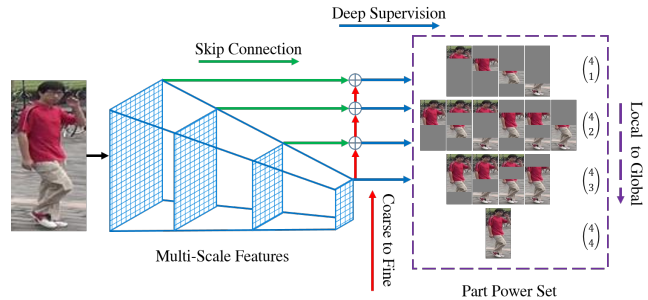 Deep Supervision
Skip Connection
(4 1)
(4 2)
(4 3)
(4 4)
Local to Global
Coarse to Fine
Multi-Scale Features
Part Power Set